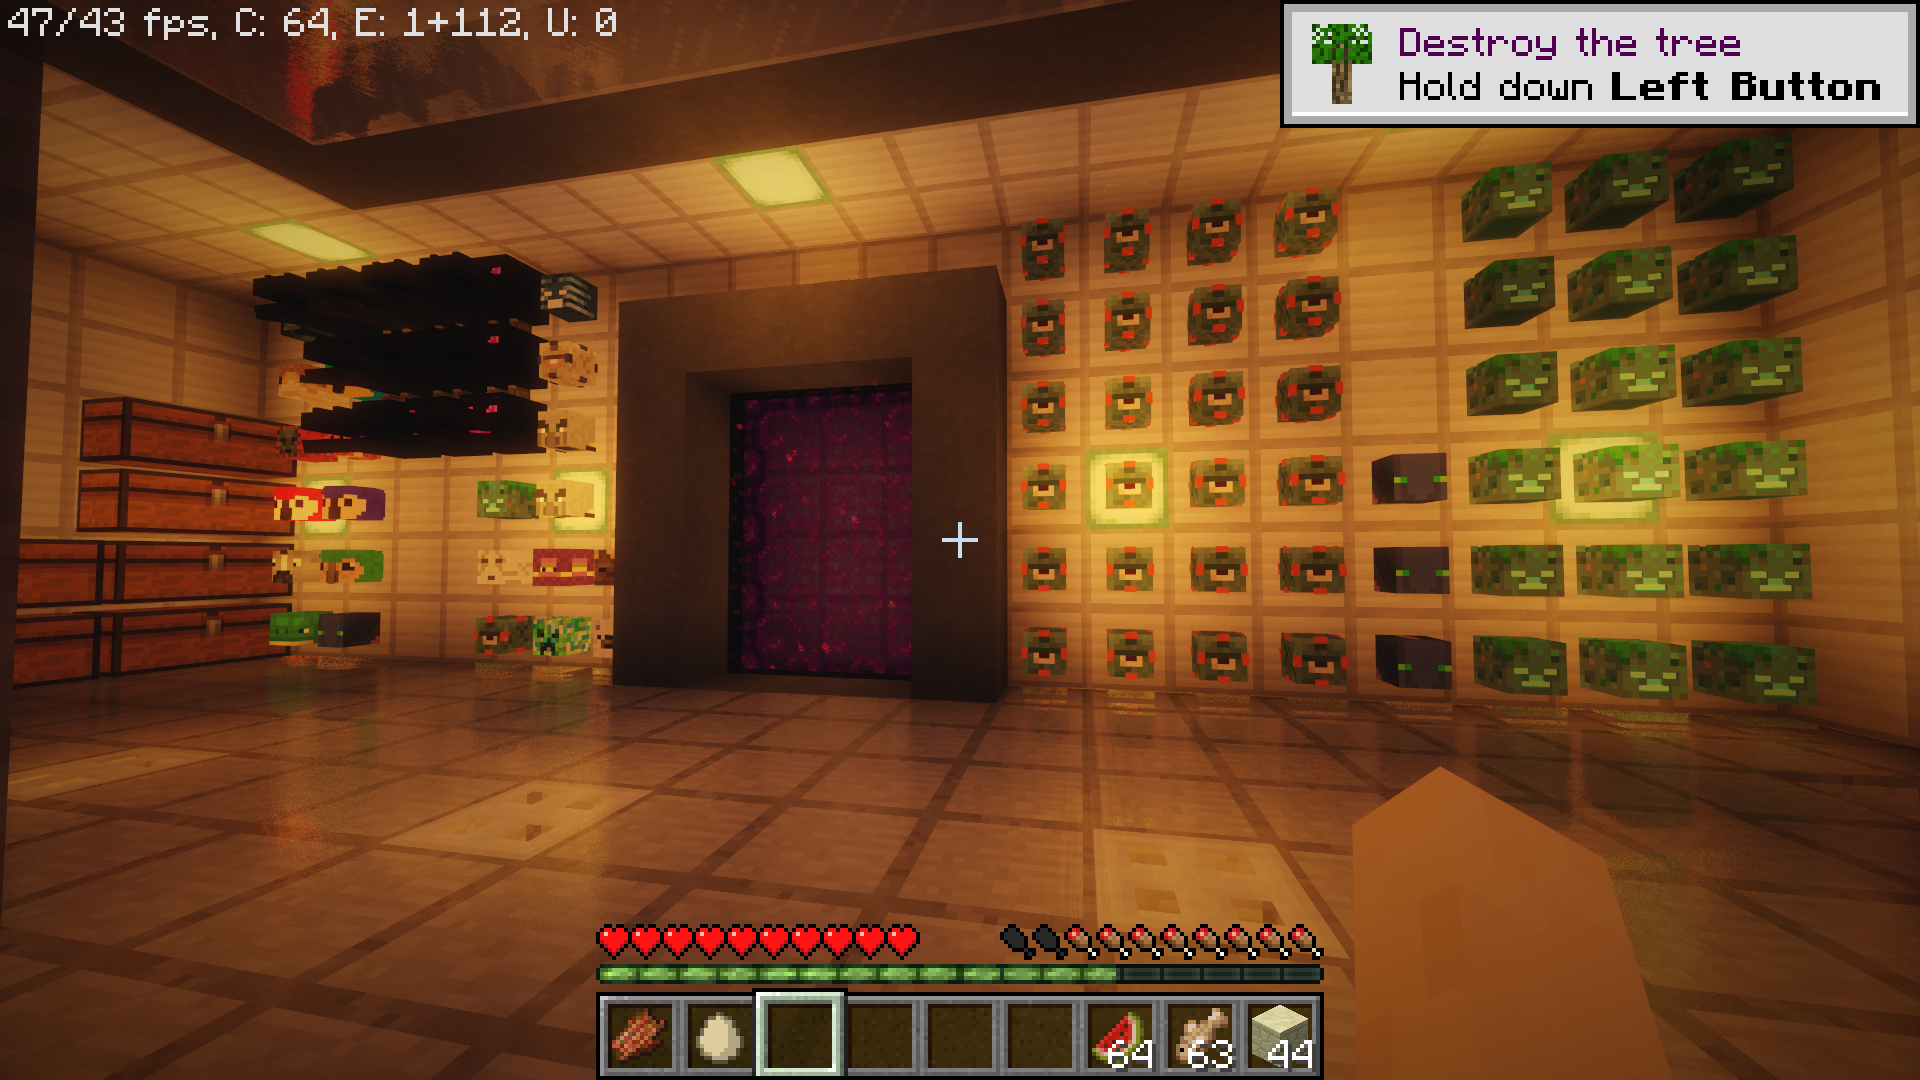 47/43 fps, C: 64, E: 1+112, U: 0
Destroy the tree
Hold down Left Button
64
63
44